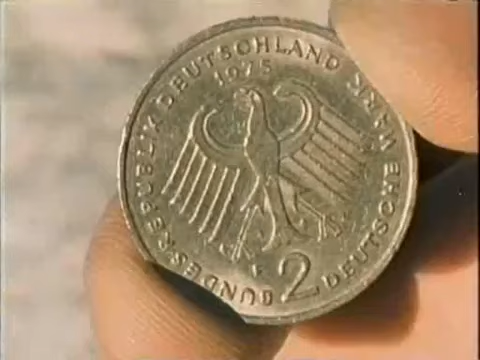 BUNDESREPUBLIK DEUTSCHLAND
1975
F
2
DEUTSCHE MARK